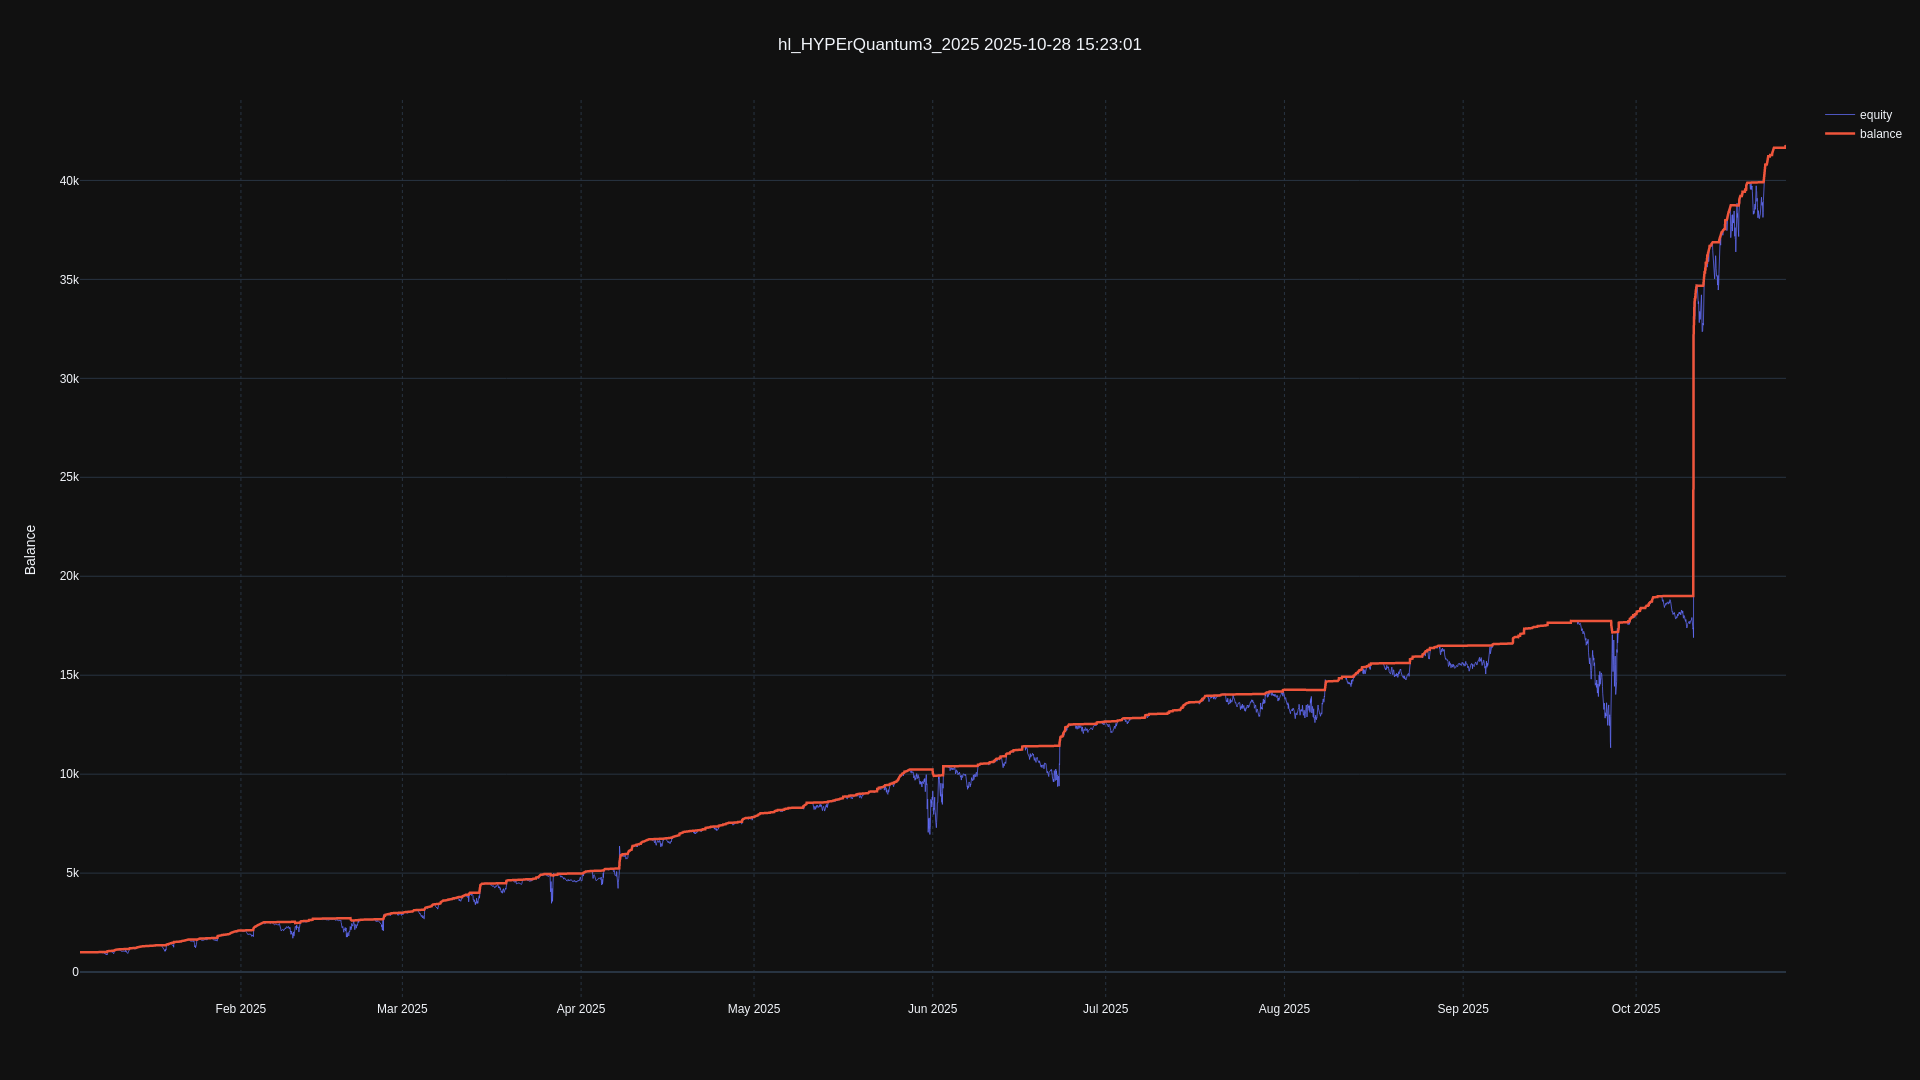 hl_HYPErQuantum3_2025 2025-10-28 15:23:01
equity
balance
Balance
40k
35k
30k
25k
20k
15k
10k
5k
0
Feb 2025
Mar 2025
Apr 2025
May 2025
Jun 2025
Jul 2025
Aug 2025
Sep 2025
Oct 2025